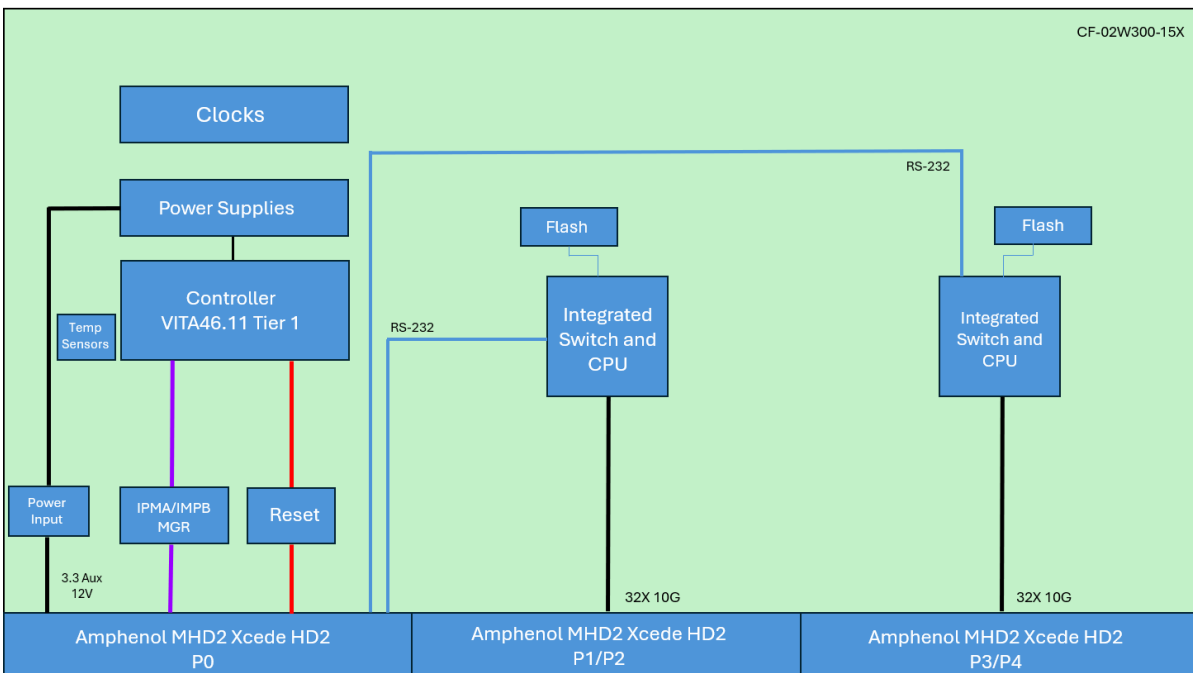 CF-02W300-15X
Clocks
Power Supplies
Controller
VITA46.11 Tier 1
Temp
Sensors
Power
Input
IPMA/IMPB
MGR
Reset
3.3 Aux
12V
RS-232
Flash
Integrated
Switch and
CPU
32X 10G
RS-232
Flash
Integrated
Switch and
CPU
32X 10G
Amphenol MHD2 Xcede HD2
P0
Amphenol MHD2 Xcede HD2
P1/P2
Amphenol MHD2 Xcede HD2
P3/P4